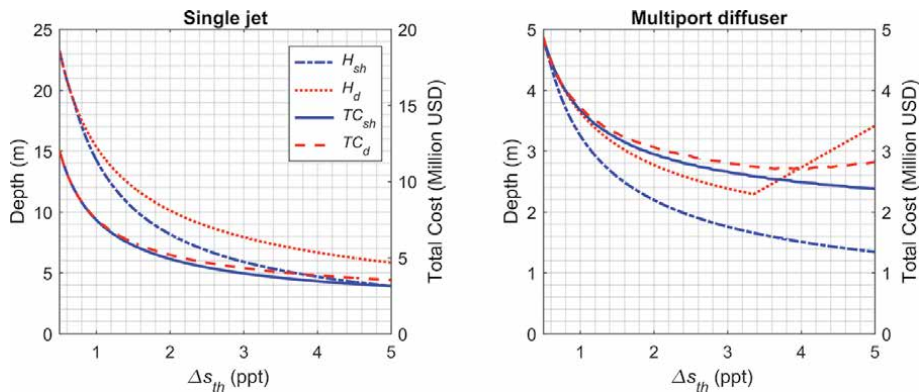 Single jet
25
20
15
10
5
0
Depth (m)
20
15
10
5
0
Total Cost (Million USD)
H_sh
H_d
TC_sh
TC_d
1 2 3 4 5
Δs_th (ppt)
Multiport diffuser
5
4
3
2
1
0
Depth (m)
5
4
3
2
1
0
Total Cost (Million USD)
1 2 3 4 5
Δs_th (ppt)